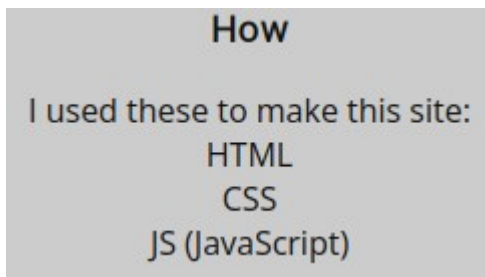 How
I used these to make this site:
HTML
CSS
JS (JavaScript)